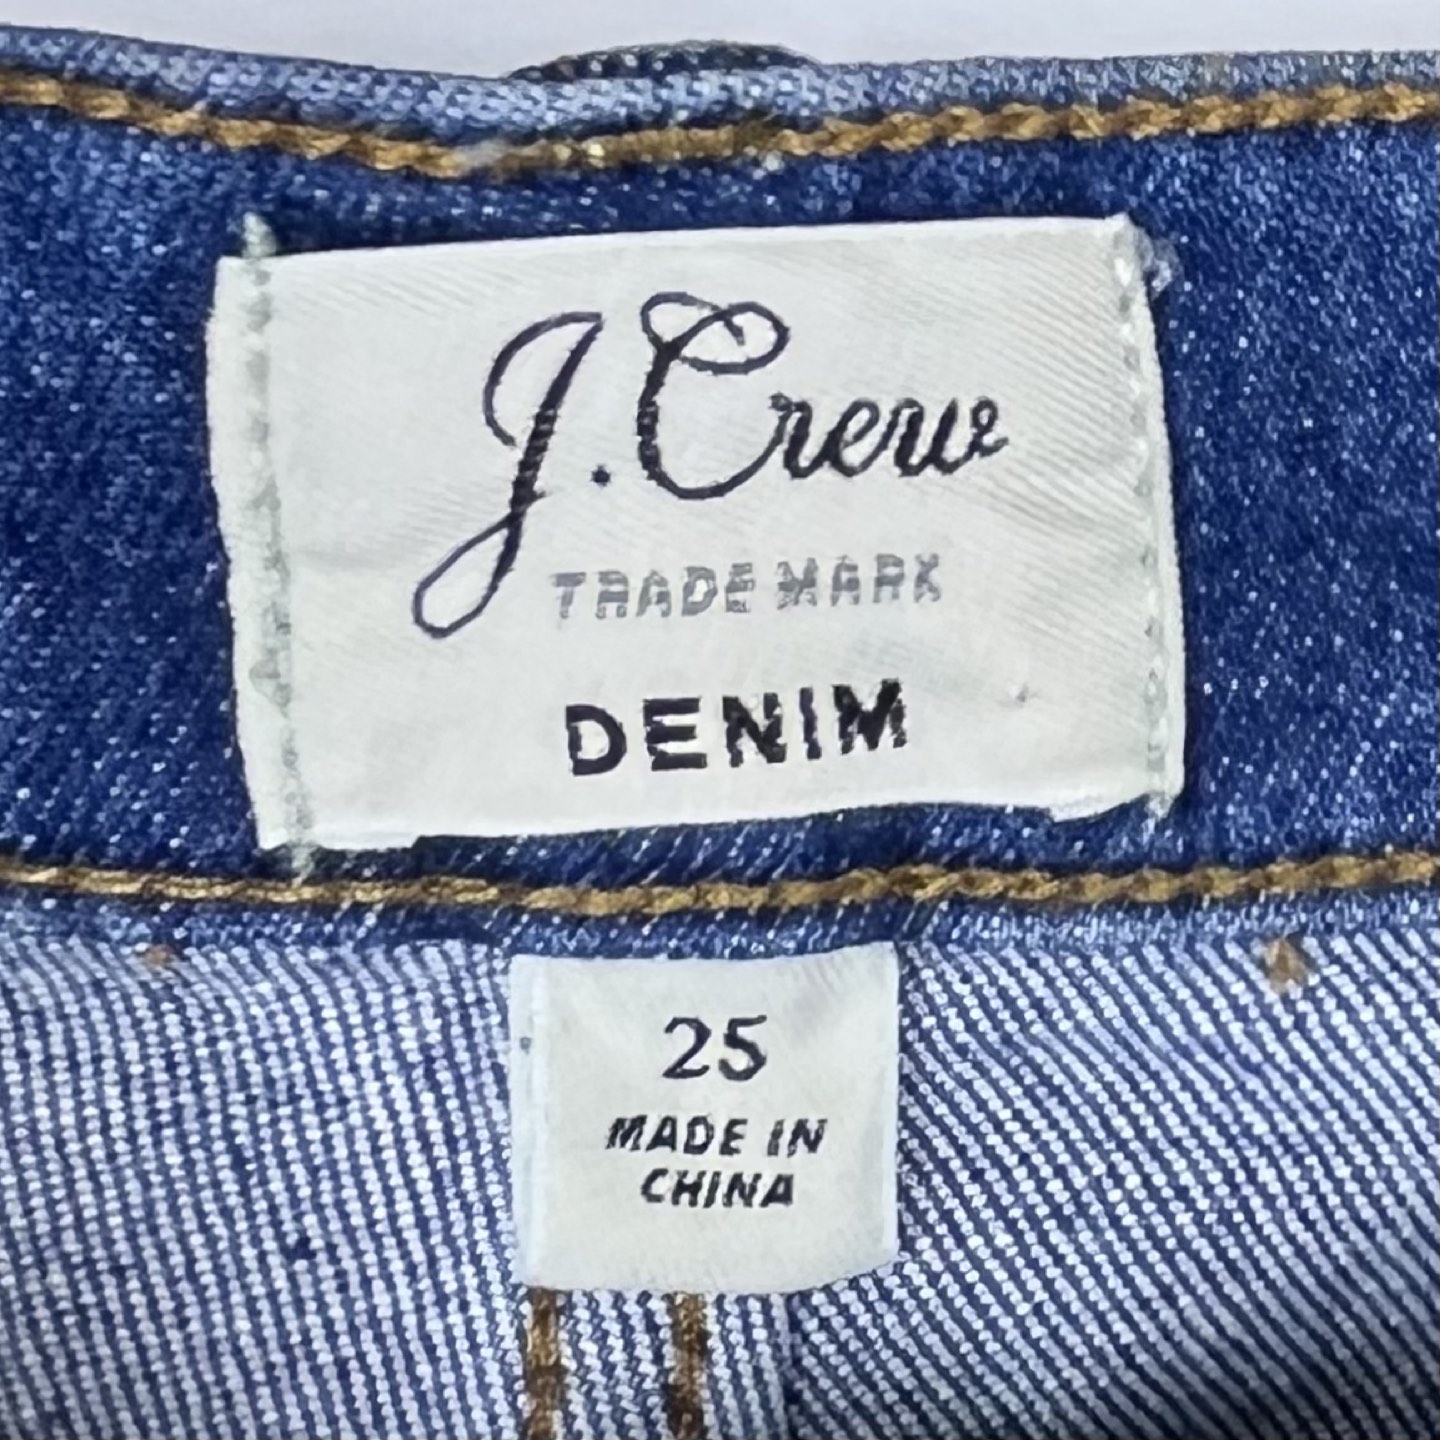 J.Crew
TRADE MARK
DENIM
25
MADE IN
CHINA